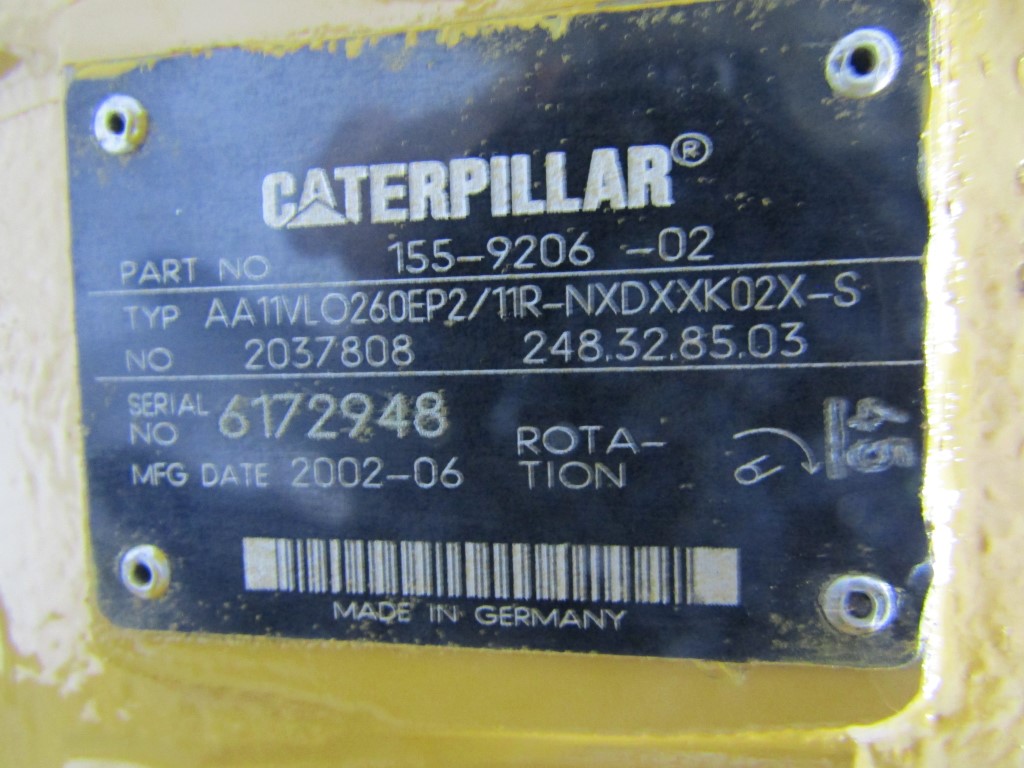 CATERPILLAR®
PART NO 155-9206 -02
TYP AA11VLO260EP2/11R-NXDXXK02X-S
NO 2037808 248.32.85.03
SERIAL NO 6172948
MFG DATE 2002-06
ROTA-
TION
MADE IN GERMANY